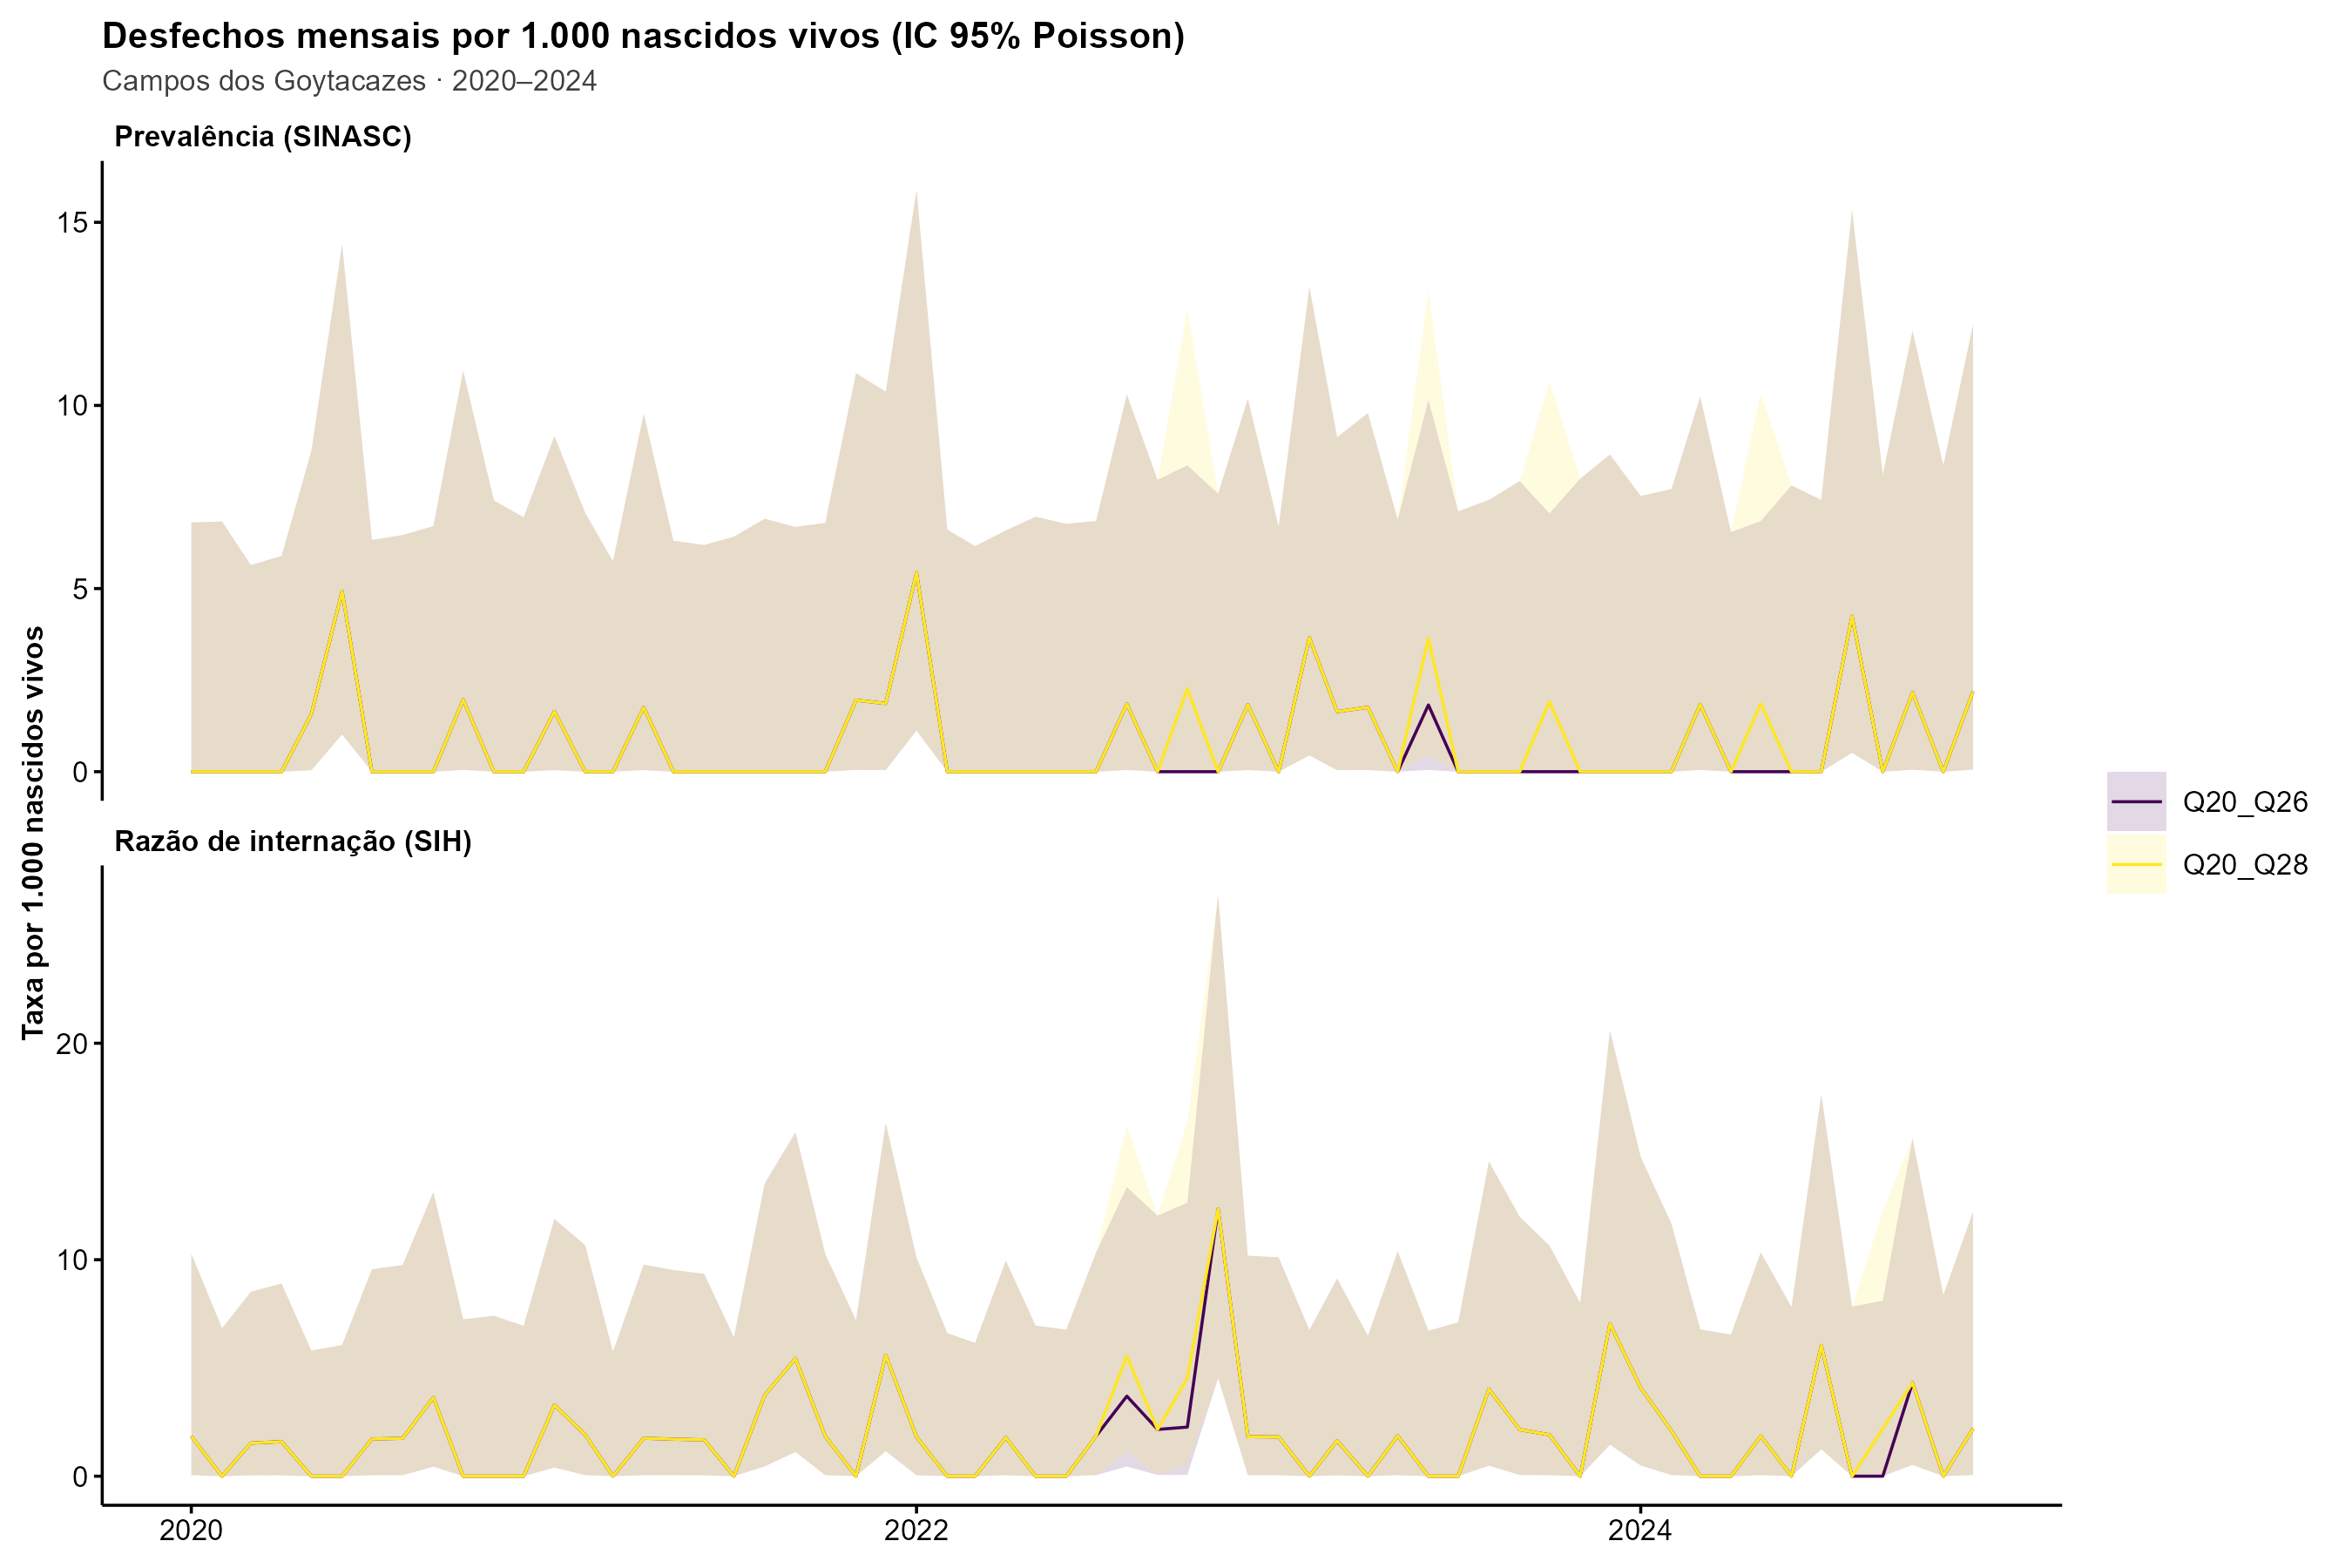 Desfechos mensais por 1.000 nascidos vivos (IC 95% Poisson)
Campos dos Goytacazes · 2020–2024
Prevalência (SINASC)
15
10
5
0
Taxa por 1.000 nascidos vivos
Razão de internação (SIH)
20
10
0
2020
2022
2024
Q20_Q26
Q20_Q28